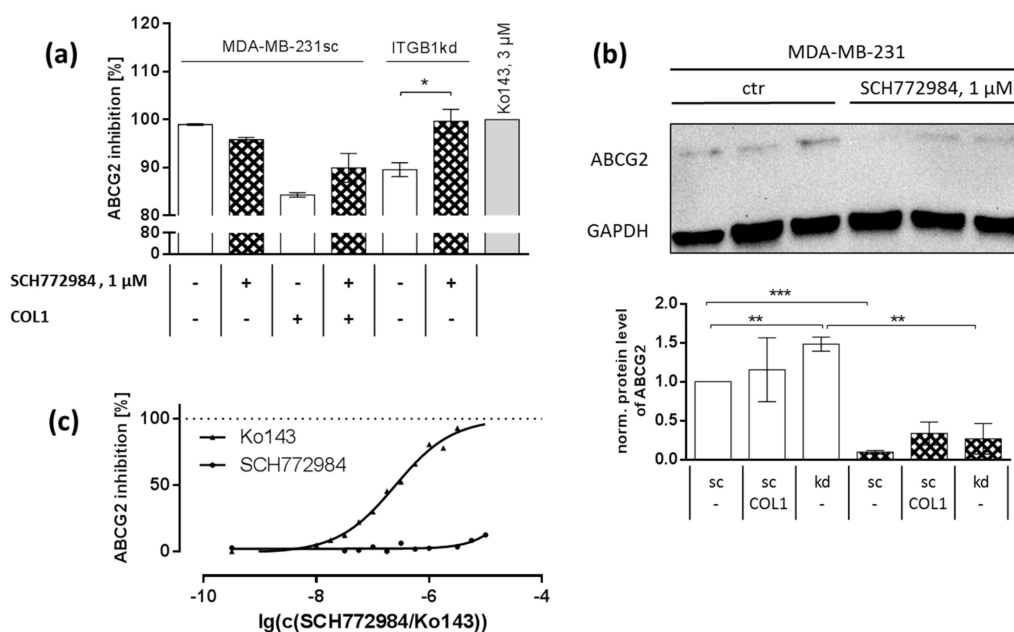 (a)
120
110
100
90
80
80
0
ABCG2 inhibition [%]
MDA-MB-231sc
ITGB1kd
*
Ko143, 3 µM
SCH772984, 1 µM - + - + - +
COL1 - - + + - -
(b)
MDA-MB-231
ctr
SCH772984, 1 µM
ABCG2
GAPDH
norm. protein level
of ABCG2
2.0
1.5
1.0
0.5
0.0
***
** **
sc sc kd sc sc kd
- COL1 - - COL1 -
(c)
ABCG2 inhibition [%]
100
50
0
Ko143
SCH772984
-10 -8 -6 -4
lg(c(SCH772984/Ko143))